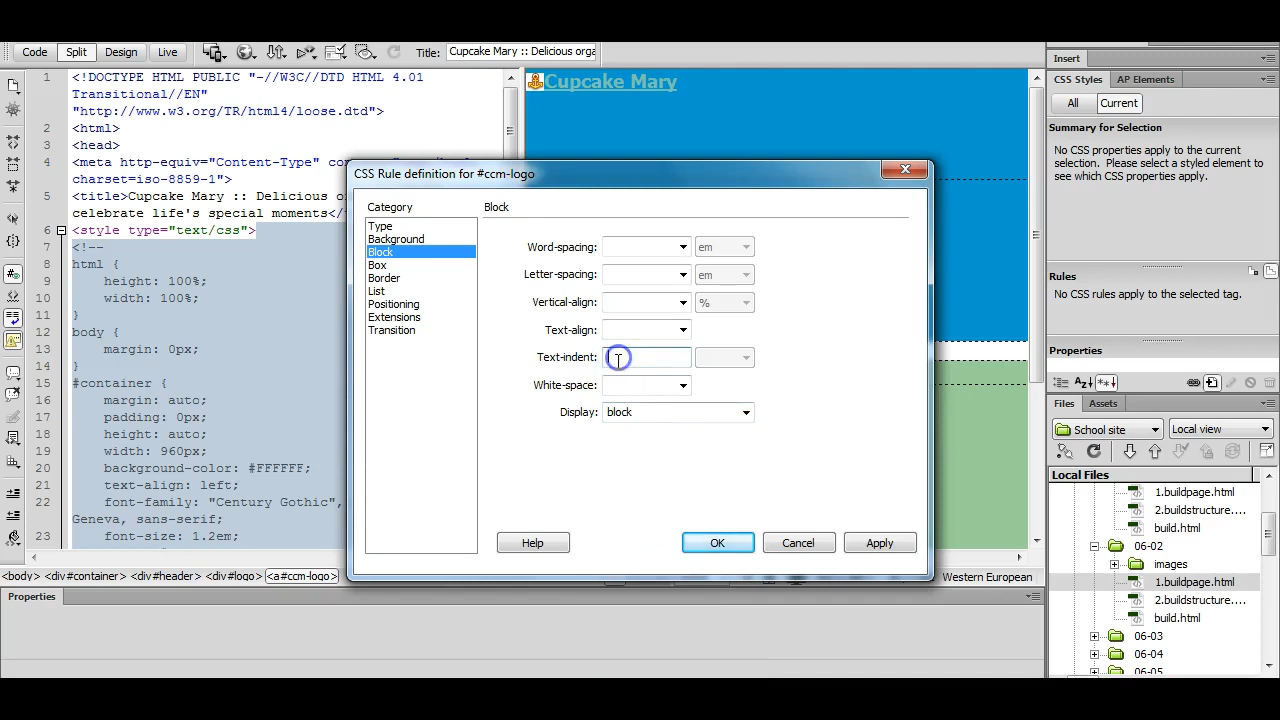 Code Split Design Live Title: Cupcake Mary :: Delicious orga
1 <!DOCTYPE HTML PUBLIC "-//W3C//DTD HTML 4.01
Transitional//EN"
"http://www.w3.org/TR/html4/loose.dtd">
2 <html>
3 <head>
4 <meta http-equiv="Content-Type" co
charset=iso-8859-1">
5 <title>Cupcake Mary :: Delicious o
celebrate life's special moments</
6 <style type="text/css">
7 <!--
8 html {
9 height: 100%;
10 width: 100%;
11 }
12 body {
13 margin: 0px;
14 }
15 #container {
16 margin: auto;
17 padding: 0px;
18 height: auto;
19 width: 960px;
20 background-color: #FFFFFF;
21 text-align: left;
22 font-family: "Century Gothic",
Geneva, sans-serif;
23 font-size: 1.2em;
Cupcake Mary
CSS Rule definition for #ccm-logo
Category
Type
Background
Block
Box
Border
List
Positioning
Extensions
Transition
Block
Word-spacing: em
Letter-spacing: em
Vertical-align: %
Text-align:
Text-indent:
White-space:
Display: block
Help OK Cancel Apply
<body> <div#container> <div#header> <div#logo> <a#ccm-logo>
Western European
Properties
Insert
CSS Styles AP Elements
All Current
Summary for Selection
No CSS properties apply to the current
selection. Please select a styled element to
see which CSS properties apply.
Rules
No CSS rules apply to the selected tag.
Properties
Files Assets
School site Local view
Local Files
1.buildpage.html
2.buildstructure....
build.html
06-02
images
1.buildpage.html
2.buildstructure....
build.html
06-03
06-04
06-05